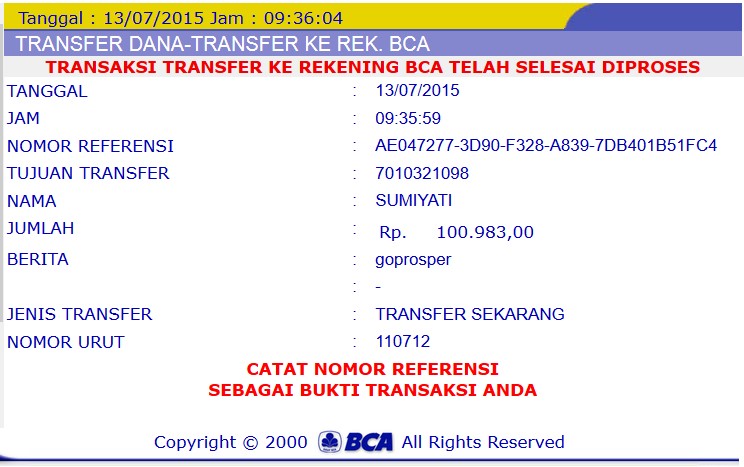 Tanggal : 13/07/2015 Jam : 09:36:04
TRANSFER DANA-TRANSFER KE REK. BCA
TRANSAKSI TRANSFER KE REKENING BCA TELAH SELESAI DIPROSES
TANGGAL : 13/07/2015
JAM : 09:35:59
NOMOR REFERENSI : AE047277-3D90-F328-A839-7DB401B51FC4
TUJUAN TRANSFER : 7010321098
NAMA : SUMIYATI
JUMLAH : Rp. 100.983,00
BERITA : goprosper
: -
JENIS TRANSFER : TRANSFER SEKARANG
NOMOR URUT : 110712
CATAT NOMOR REFERENSI
SEBAGAI BUKTI TRANSAKSI ANDA
Copyright © 2000 BCA All Rights Reserved